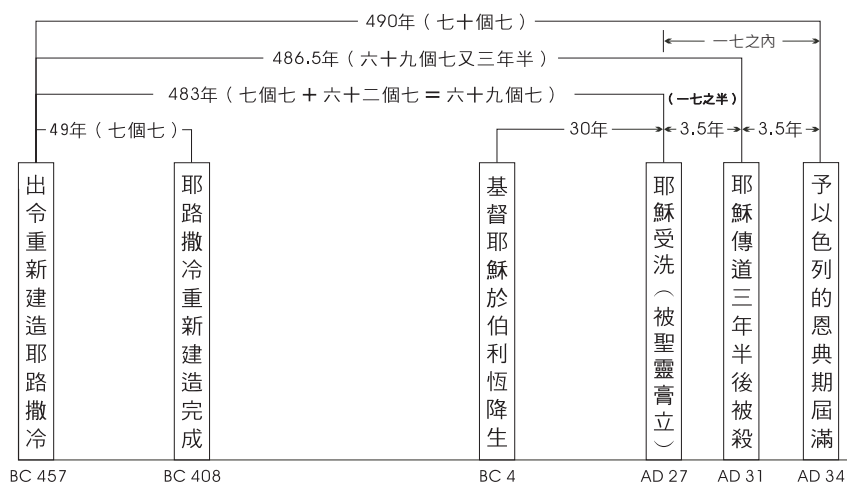 490年（七十個七）
一七之內
486.5年（六十九個七又三年半）
483年（七個七＋六十二個七＝六十九個七）
(一七之半)
49年（七個七）
30年
3.5年
3.5年
出令重新建造耶路撒冷
耶路撒冷重新建造完成
基督耶穌於伯利恆降生
耶穌受洗（被聖靈膏立）
耶穌傳道三年半後被殺
予以色列的恩典期屆滿
BC 457
BC 408
BC 4
AD 27
AD 31
AD 34